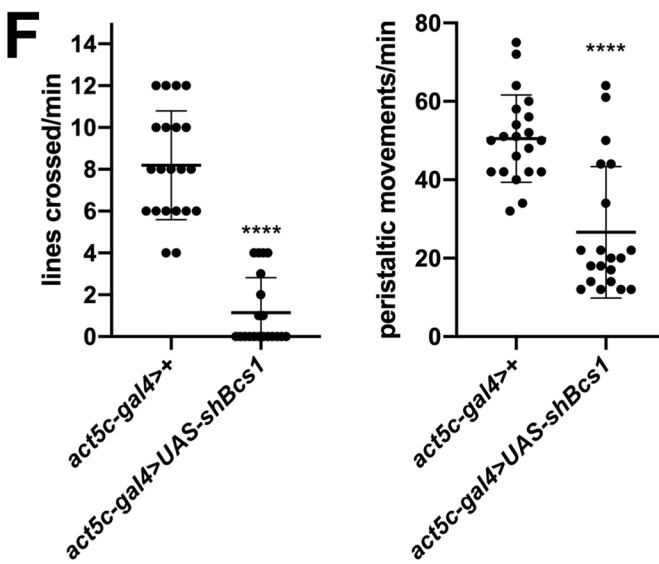 F
lines crossed/min
14
12
10
8
6
4
2
0
****
act5c-gal4>+
act5c-gal4>UAS-shBcs1
peristaltic movements/min
80
60
40
20
0
****
act5c-gal4>+
act5c-gal4>UAS-shBcs1